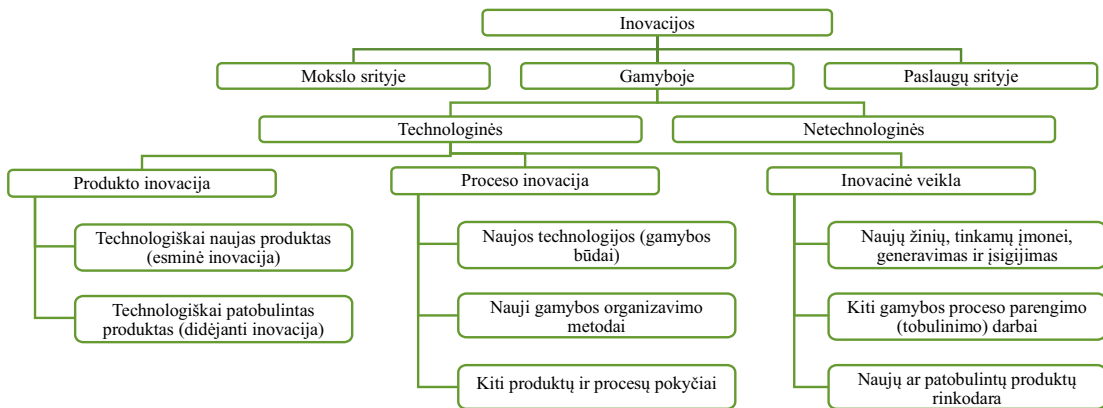 Inovacijos
Mokslo srityje
Gamyboje
Paslaugų srityje
Technologinės
Netechnologinės
Produkto inovacija
Proceso inovacija
Inovacinė veikla
Technologiškai naujas produktas
(esminė inovacija)
Technologiškai patobulintas
produktas (didėjanti inovacija)
Naujos technologijos (gamybos
būdai)
Nauji gamybos organizavimo
metodai
Kiti produktų ir procesų pokyčiai
Naujų žinių, tinkamų įmonei,
generavimas ir įsigijimas
Kiti gamybos proceso parengimo
(tobulinimo) darbai
Naujų ar patobulintų produktų
rinkodara